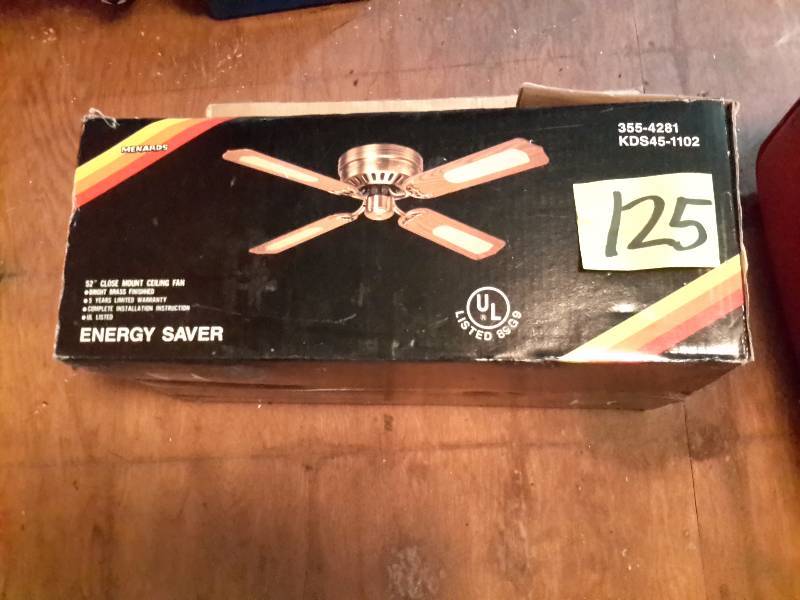 MENARDS
355-4281
KDS45-1102
125
52" CLOSE MOUNT CEILING FAN
●BRIGHT BRASS FINISHED
●5 YEARS LIMITED WARRANTY
●COMPLETE INSTALLATION INSTRUCTION
●UL LISTED
ENERGY SAVER
UL
LISTED 89G9